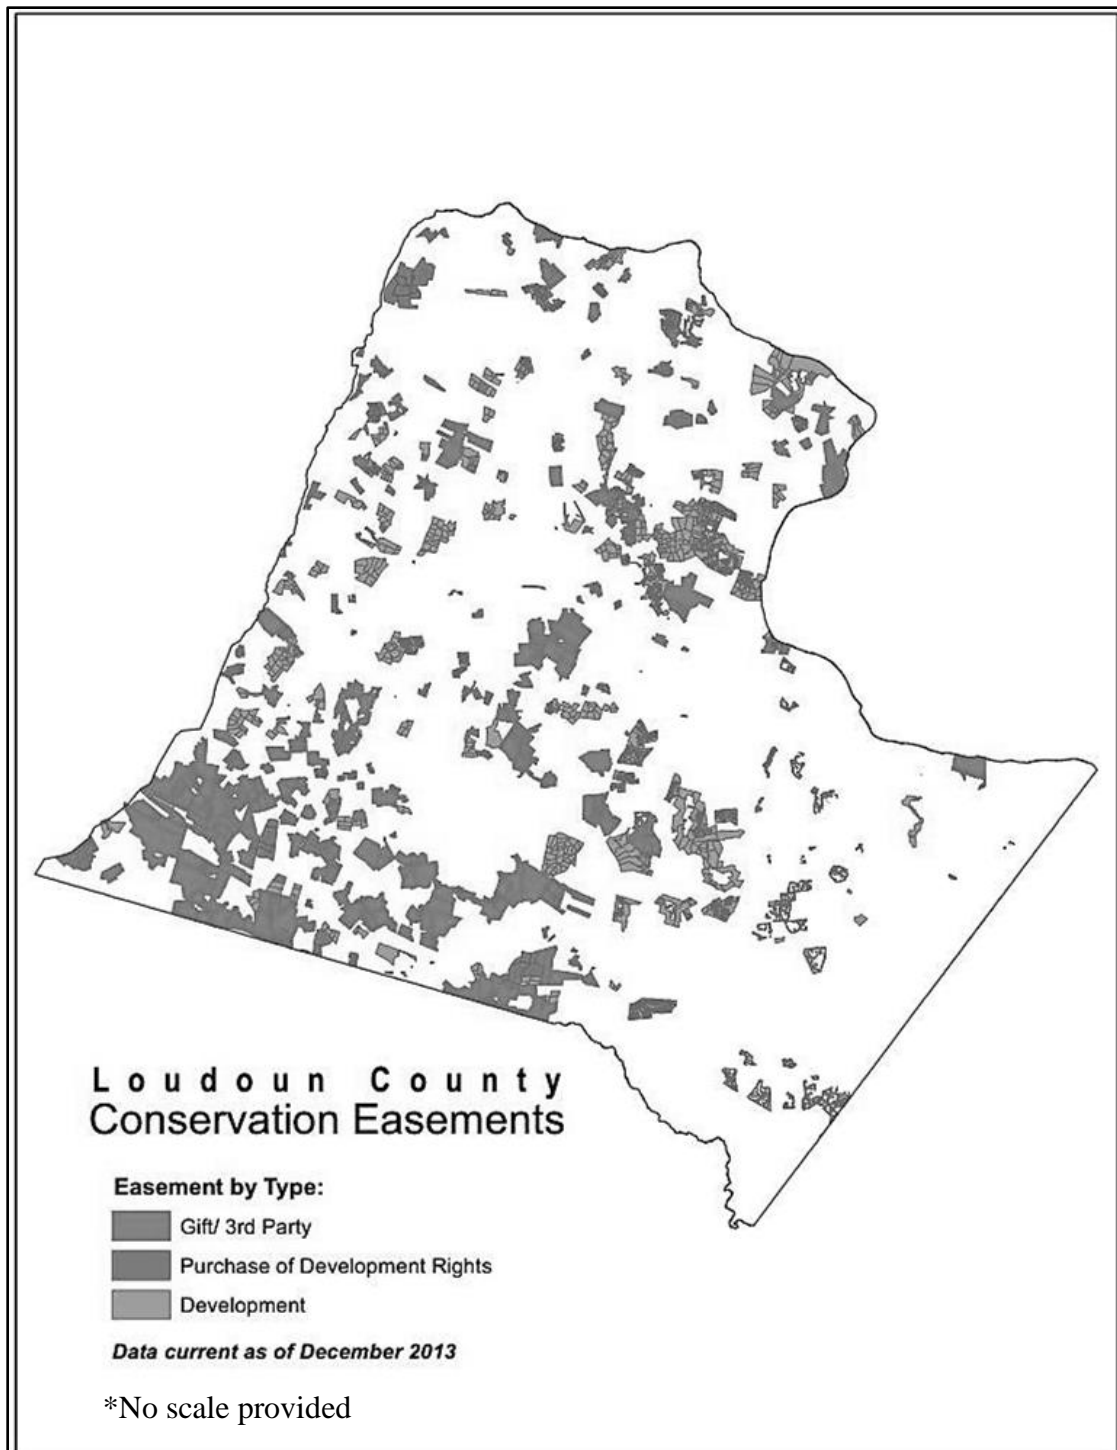 Loudoun County
Conservation Easements
Easement by Type:
Gift/ 3rd Party
Purchase of Development Rights
Development
Data current as of December 2013
*No scale provided